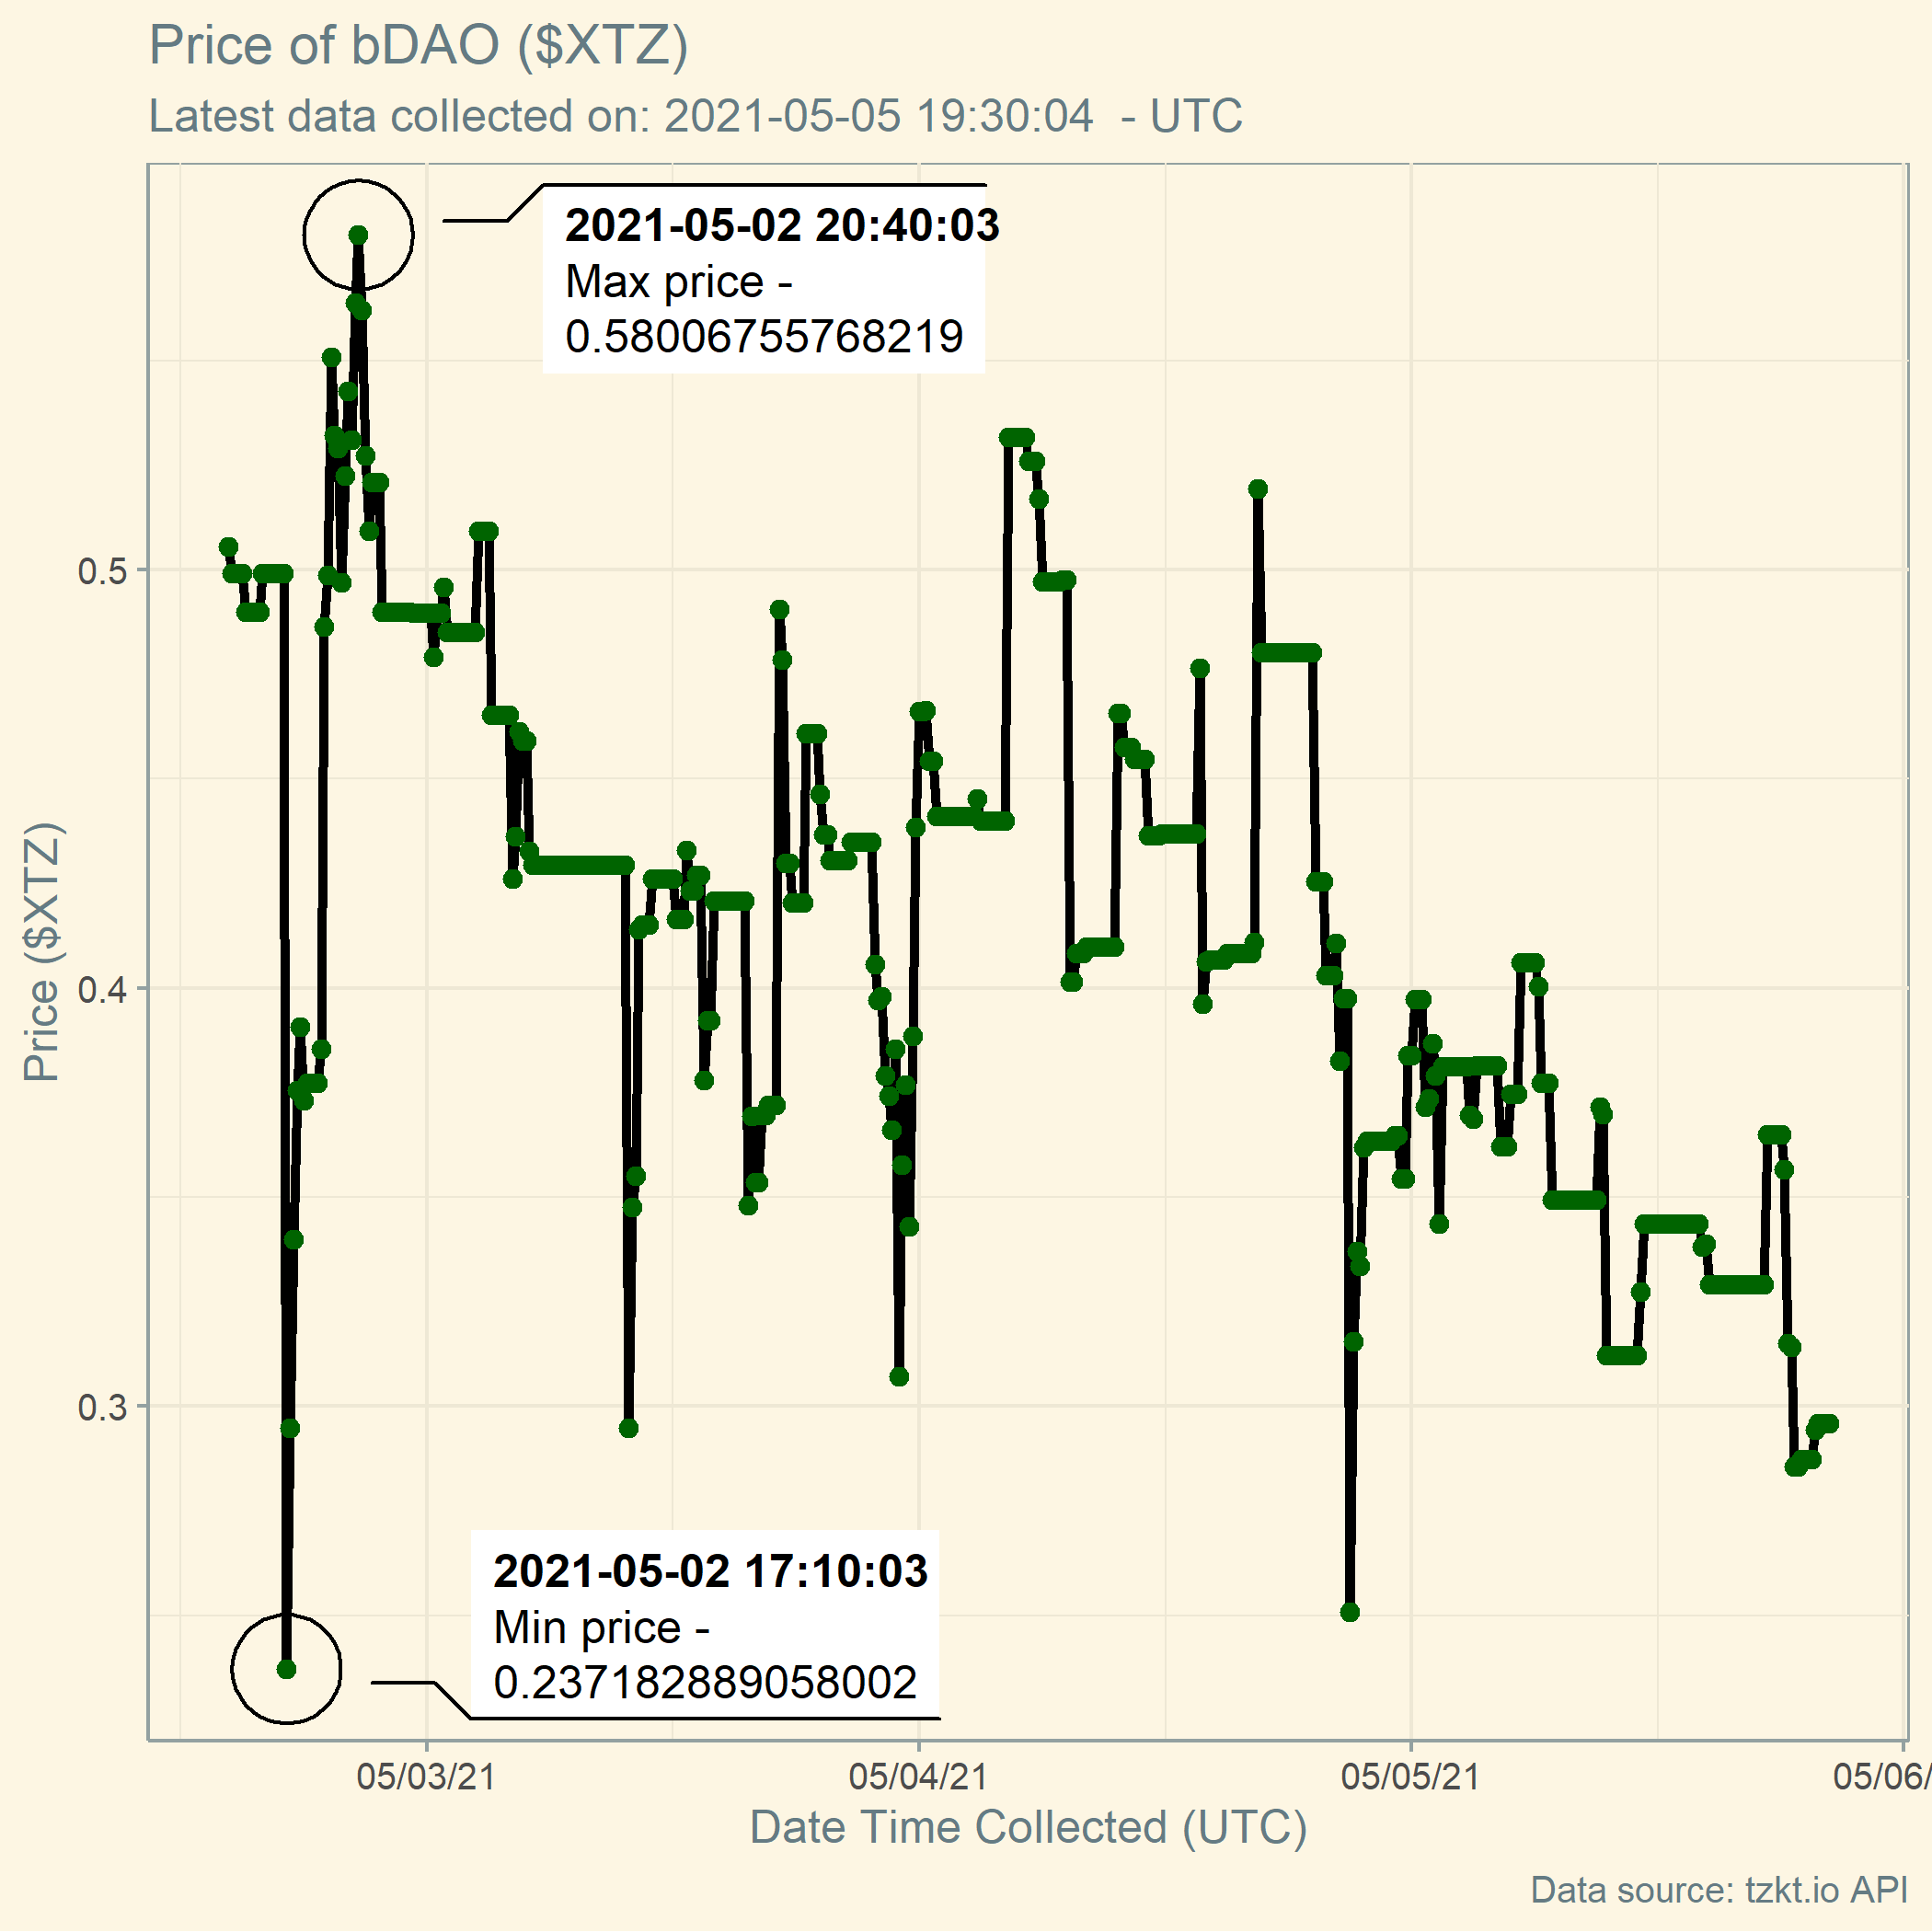 Price of bDAO ($XTZ)
Latest data collected on: 2021-05-05 19:30:04  - UTC
2021-05-02 20:40:03
Max price -
0.58006755768219
0.5
0.4
0.3
Price ($XTZ)
2021-05-02 17:10:03
Min price -
0.237182889058002
05/03/21
05/04/21
05/05/21
05/06/
Date Time Collected (UTC)
Data source: tzkt.io API